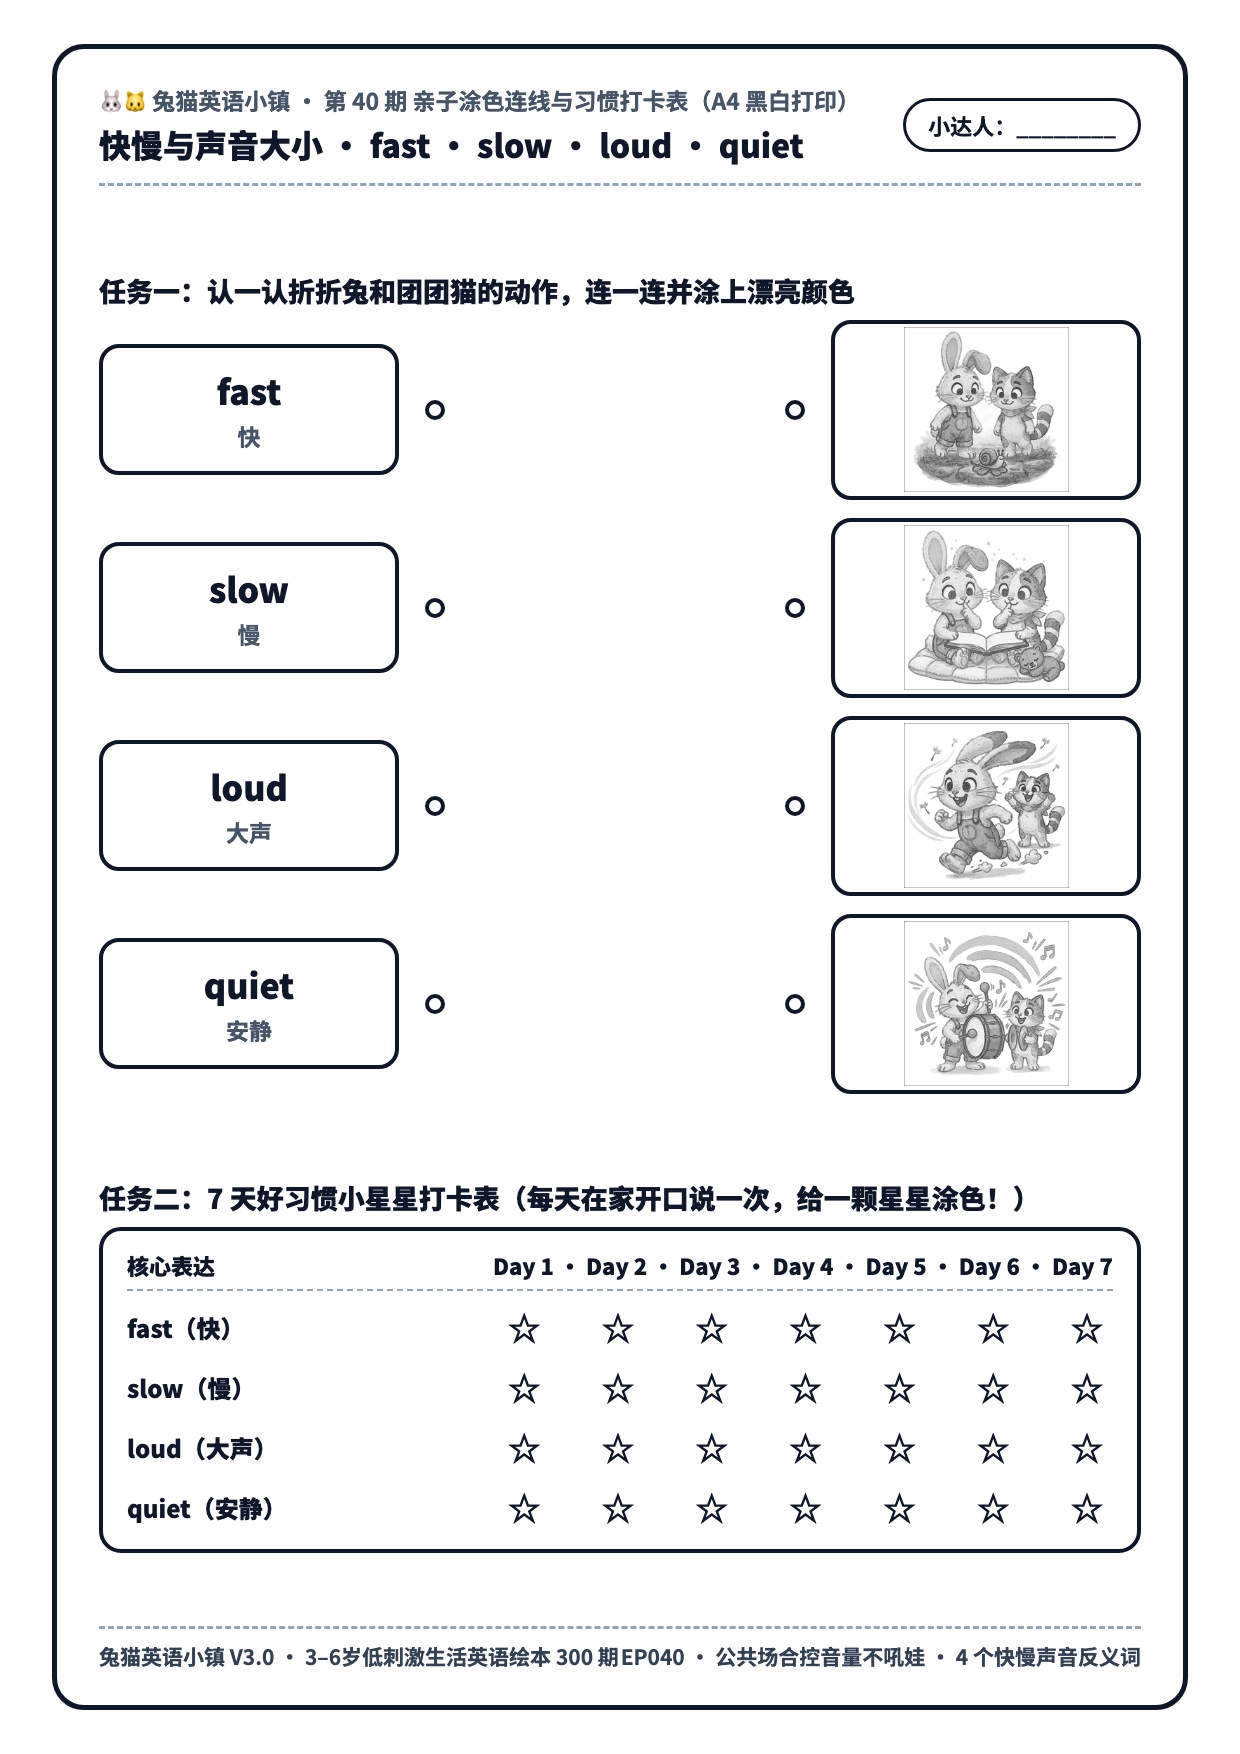 🐰🐱 兔猫英语小镇 · 第 40 期 亲子涂色连线与习惯打卡表（A4 黑白打印）
快慢与声音大小 · fast · slow · loud · quiet
小达人：________
任务一：认一认折折兔和团团猫的动作，连一连并涂上漂亮颜色
fast
快
slow
慢
loud
大声
quiet
安静
任务二：7 天好习惯小星星打卡表（每天在家开口说一次，给一颗星星涂色！）
核心表达 Day 1 · Day 2 · Day 3 · Day 4 · Day 5 · Day 6 · Day 7
fast（快） ☆ ☆ ☆ ☆ ☆ ☆ ☆
slow（慢） ☆ ☆ ☆ ☆ ☆ ☆ ☆
loud（大声） ☆ ☆ ☆ ☆ ☆ ☆ ☆
quiet（安静） ☆ ☆ ☆ ☆ ☆ ☆ ☆
兔猫英语小镇 V3.0 · 3–6岁低刺激生活英语绘本 300 期 EP040 · 公共场合控音量不吼娃 · 4 个快慢声音反义词